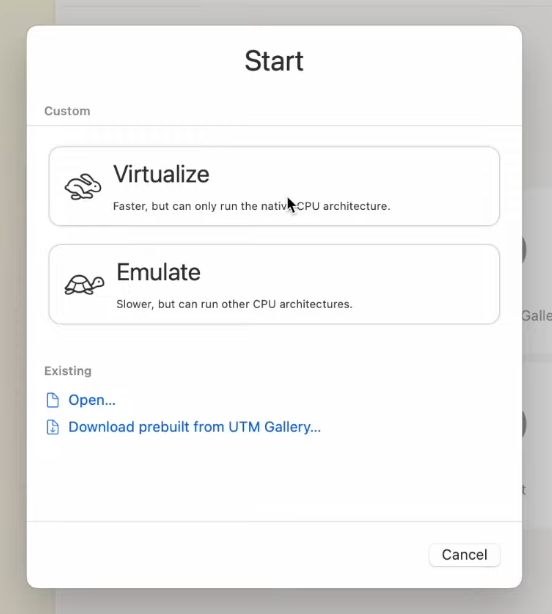 Start
Custom
Virtualize
Faster, but can only run the native CPU architecture.
Emulate
Slower, but can run other CPU architectures.
Existing
Open...
Download prebuilt from UTM Gallery...
Galle
t
Cancel